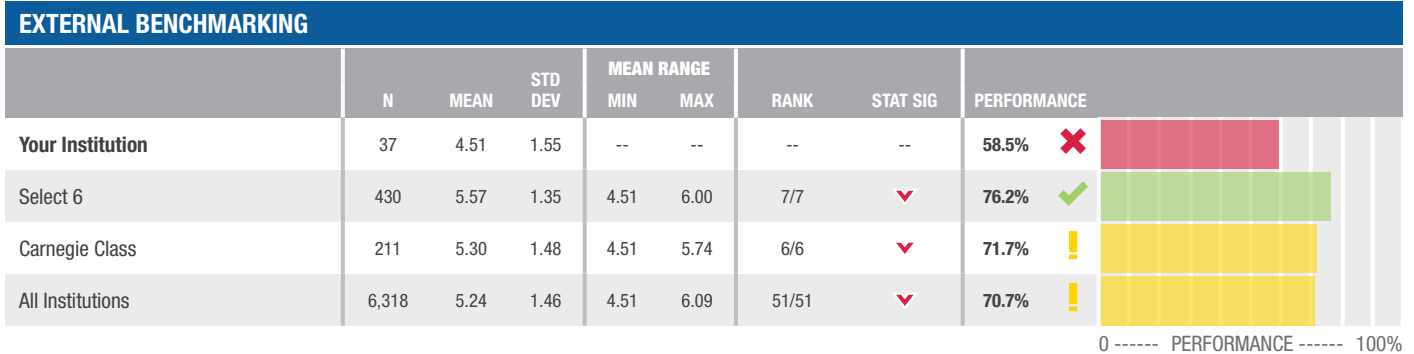 EXTERNAL BENCHMARKING
N MEAN STD DEV MEAN RANGE MIN MAX RANK STAT SIG PERFORMANCE
Your Institution 37 4.51 1.55 -- -- -- -- 58.5%
Select 6 430 5.57 1.35 4.51 6.00 7/7 76.2%
Carnegie Class 211 5.30 1.48 4.51 5.74 6/6 71.7%
All Institutions 6,318 5.24 1.46 4.51 6.09 51/51 70.7%
0 ------ PERFORMANCE ------ 100%